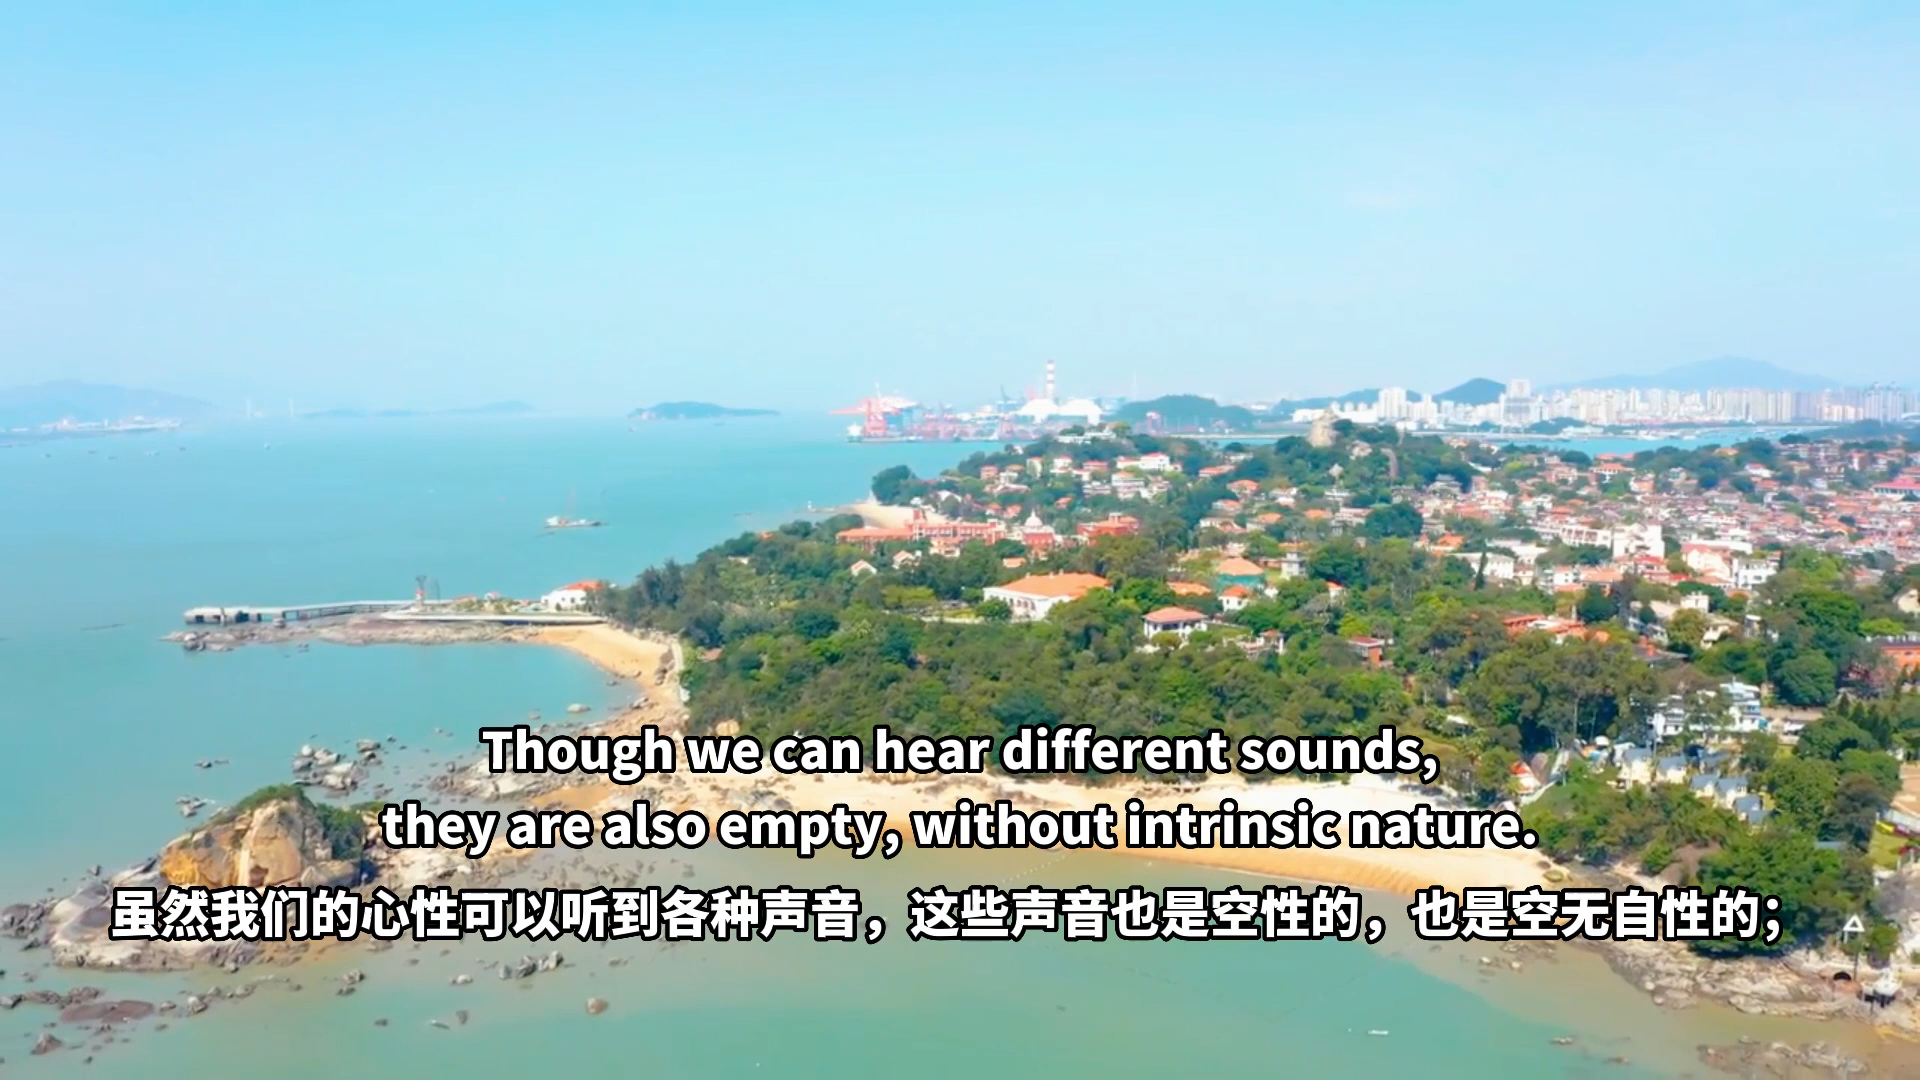 Though we can hear different sounds,
they are also empty, without intrinsic nature.
虽然我们的心性可以听到各种声音，这些声音也是空性的，也是空无自性的；